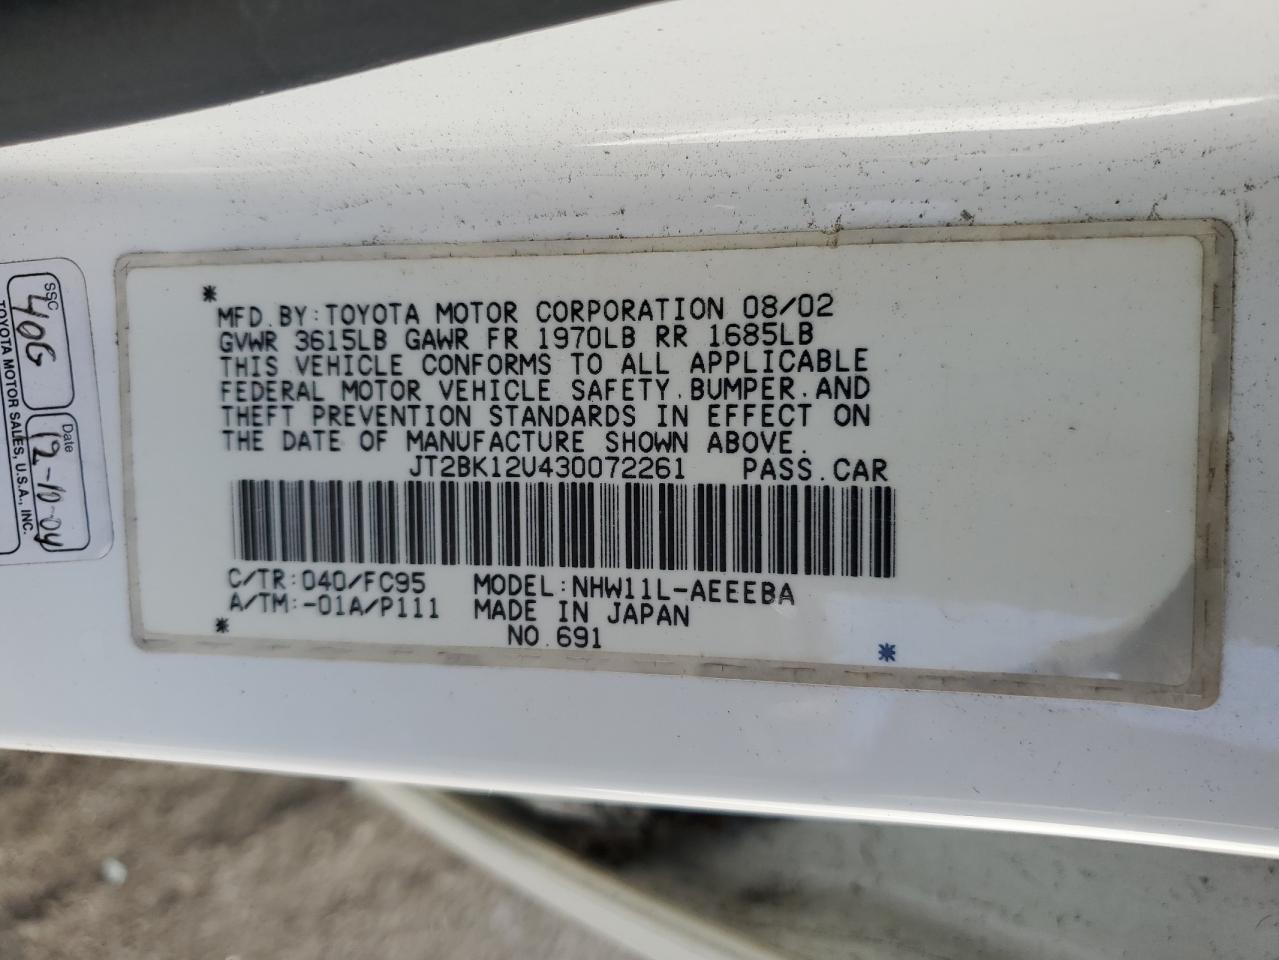 *
MFD.BY:TOYOTA MOTOR CORPORATION 08/02
GVWR 3615LB GAWR FR 1970LB RR 1685LB
THIS VEHICLE CONFORMS TO ALL APPLICABLE
FEDERAL MOTOR VEHICLE SAFETY.BUMPER.AND
THEFT PREVENTION STANDARDS IN EFFECT ON
THE DATE OF MANUFACTURE SHOWN ABOVE.
JT2BK12U430072261 PASS.CAR
C/TR:040/FC95 MODEL:NHW11L-AEEEBA
A/TM:-01A/P111 MADE IN JAPAN
* NO.691 *
SSC
40G
Date
12-10-04
TOYOTA MOTOR SALES, U.S.A., INC.